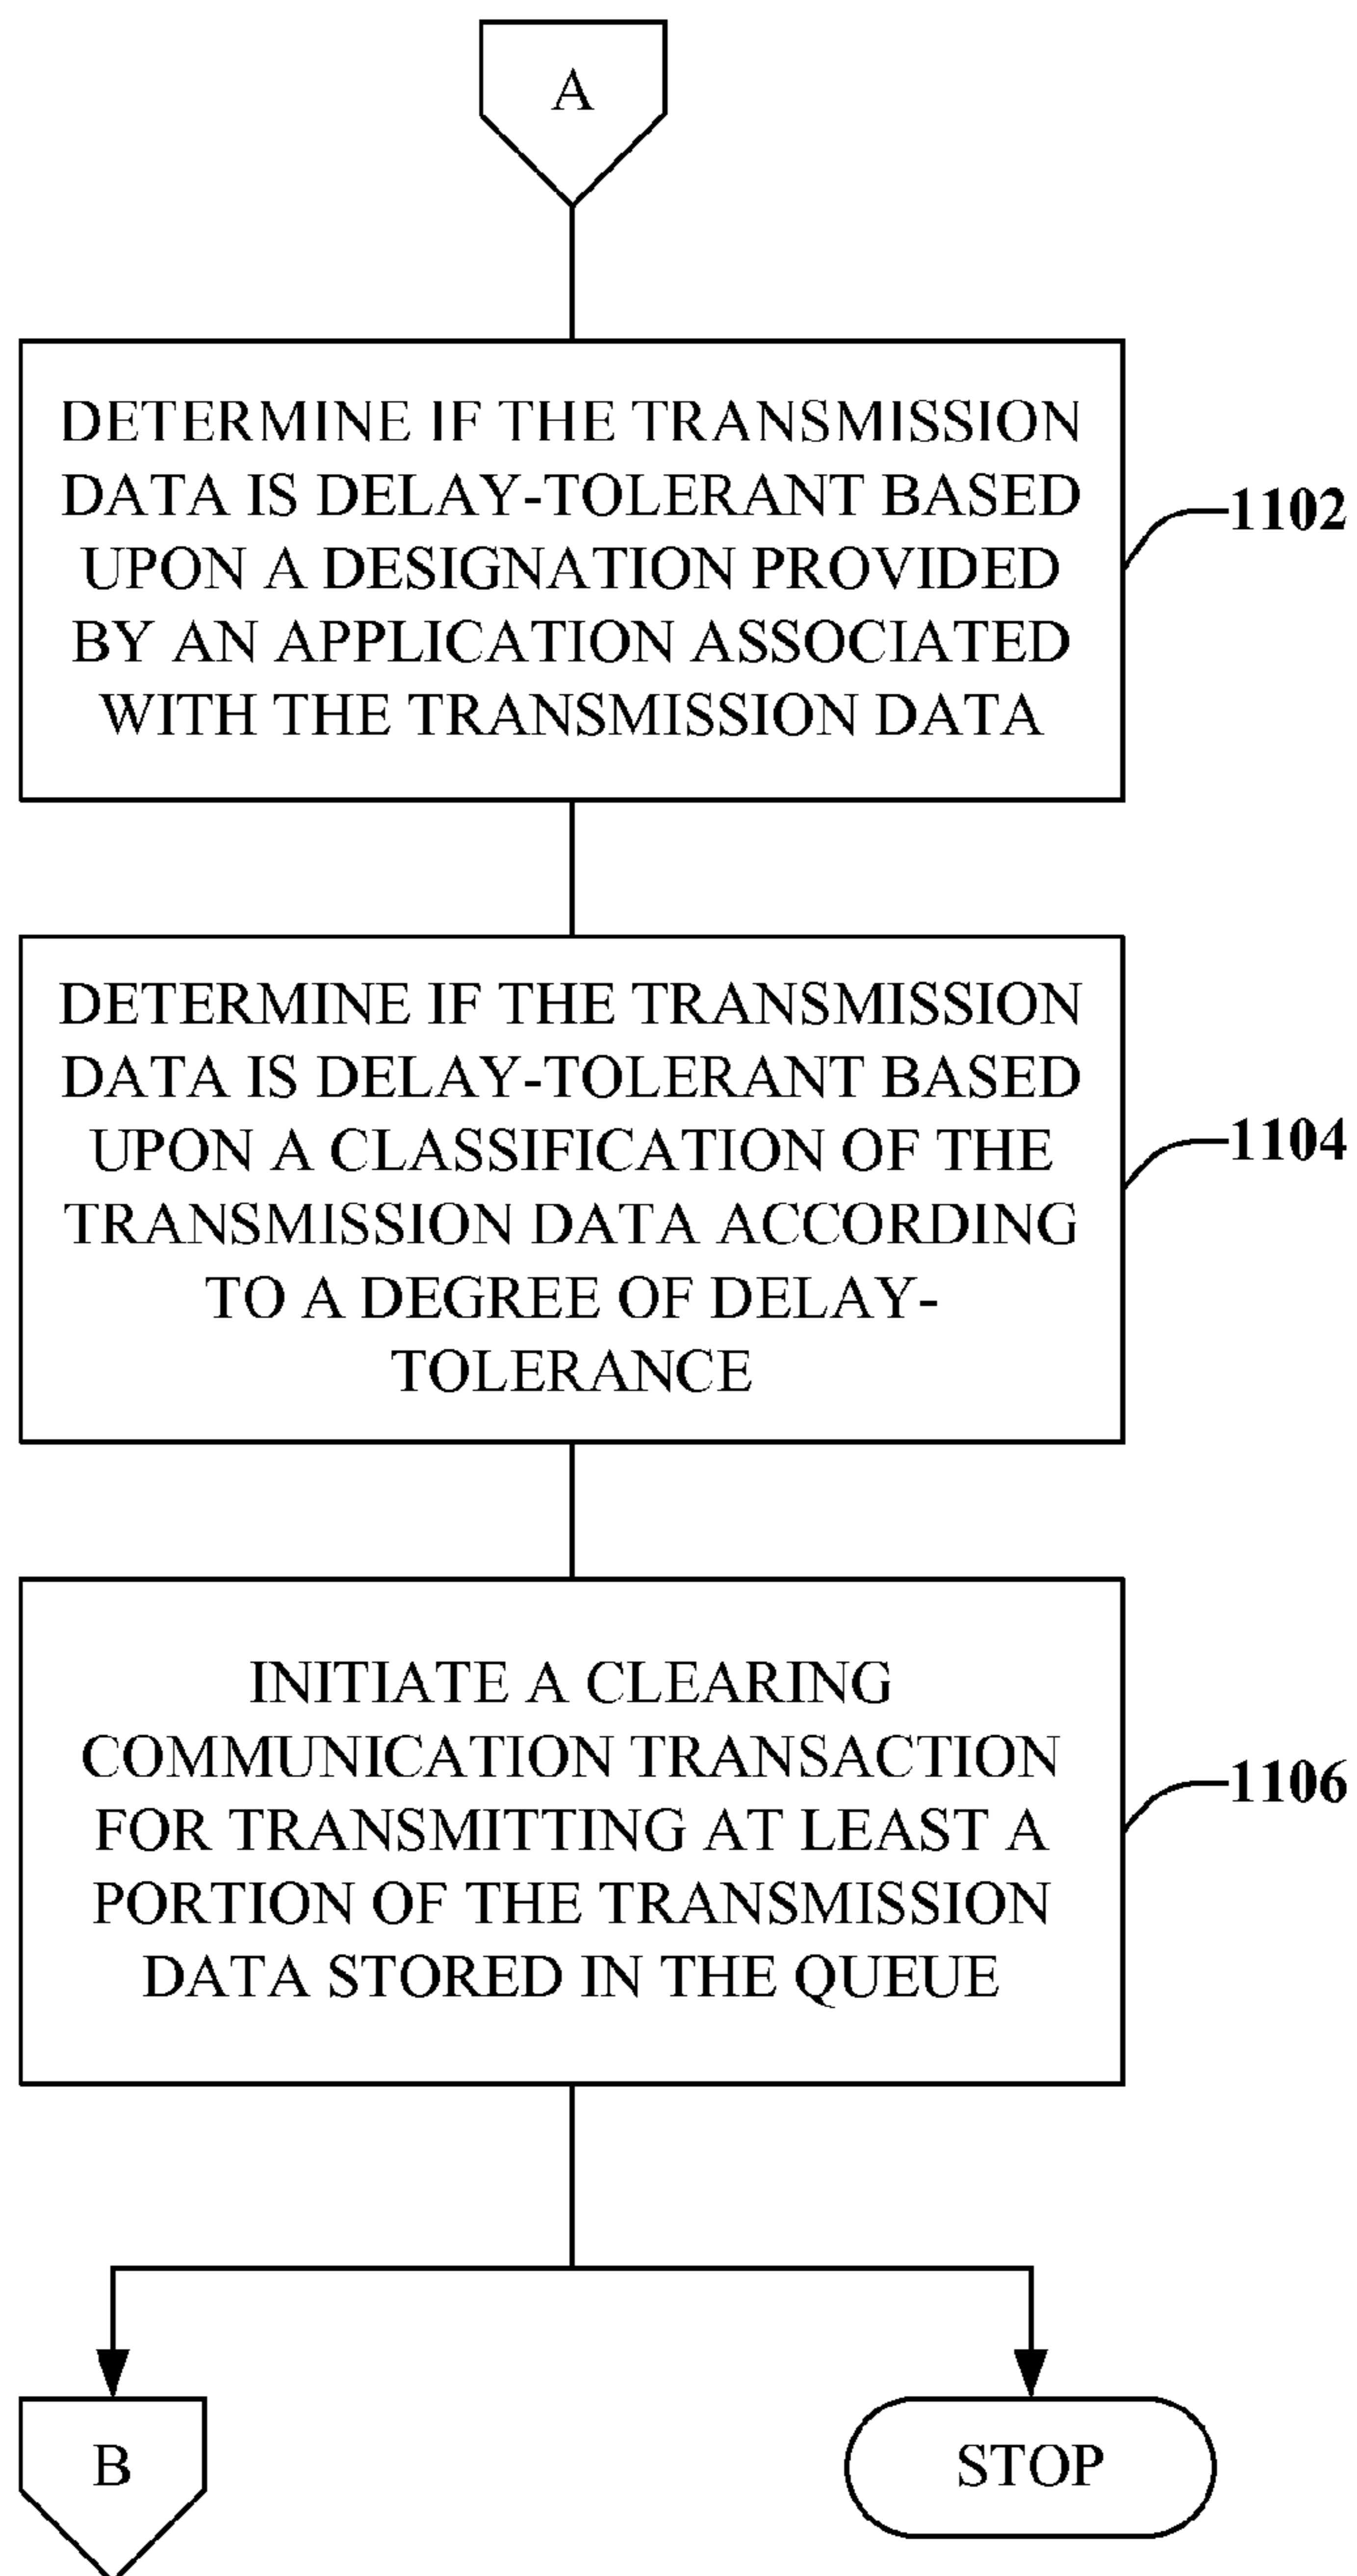 A
DETERMINE IF THE TRANSMISSION
DATA IS DELAY-TOLERANT BASED
UPON A DESIGNATION PROVIDED
BY AN APPLICATION ASSOCIATED
WITH THE TRANSMISSION DATA
1102
DETERMINE IF THE TRANSMISSION
DATA IS DELAY-TOLERANT BASED
UPON A CLASSIFICATION OF THE
TRANSMISSION DATA ACCORDING
TO A DEGREE OF DELAY-
TOLERANCE
1104
INITIATE A CLEARING
COMMUNICATION TRANSACTION
FOR TRANSMITTING AT LEAST A
PORTION OF THE TRANSMISSION
DATA STORED IN THE QUEUE
1106
B
STOP